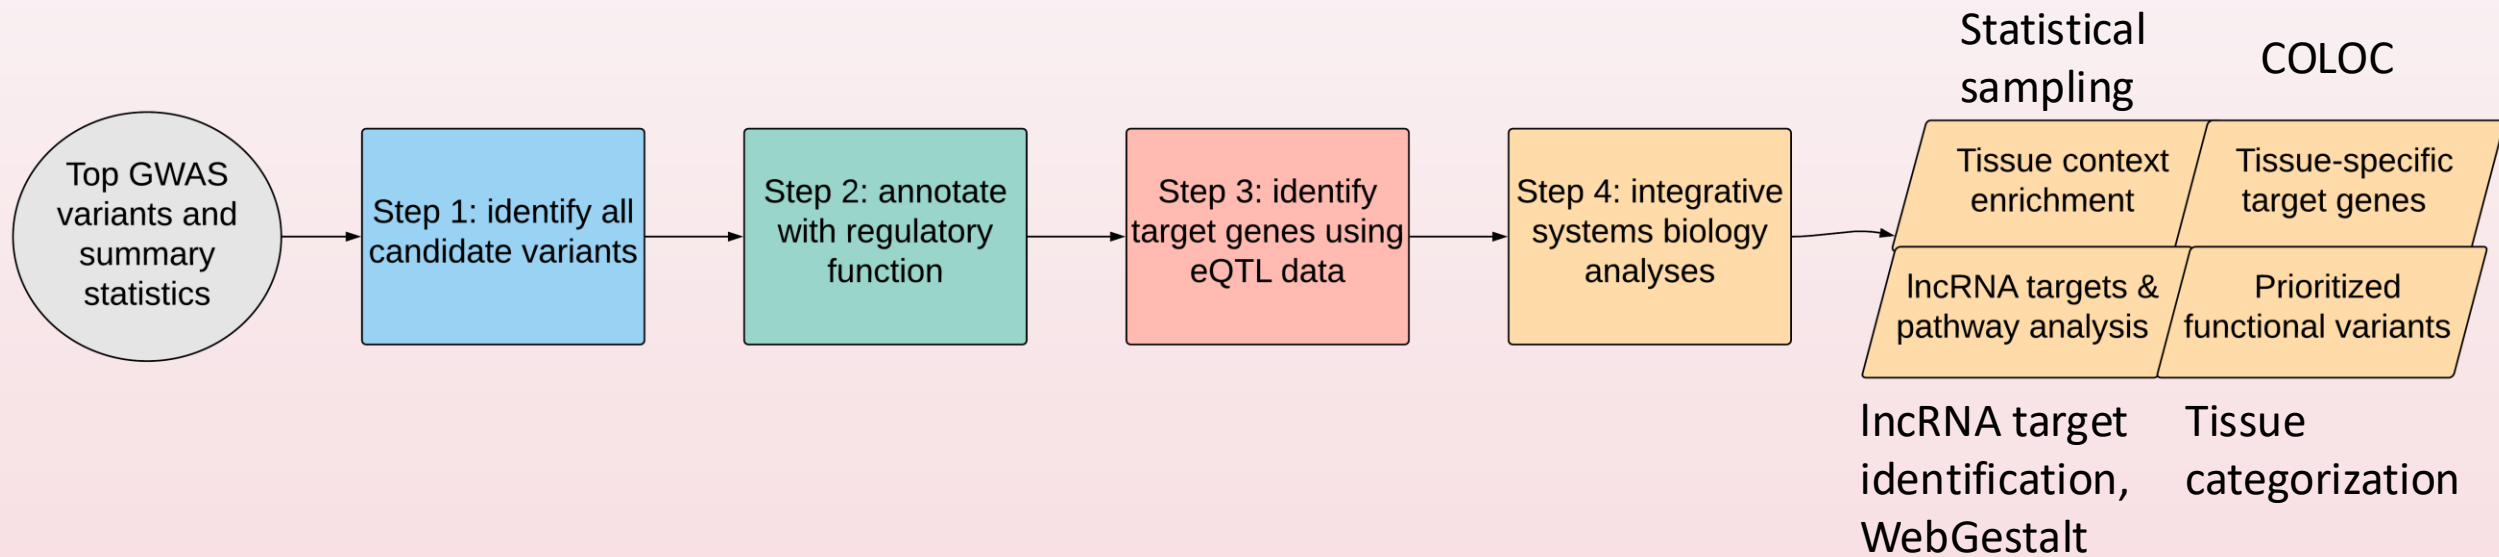 Top GWAS
variants and
summary
statistics
Step 1: identify all
candidate variants
Step 2: annotate
with regulatory
function
Step 3: identify
target genes using
eQTL data
Step 4: integrative
systems biology
analyses
Statistical
sampling
COLOC
Tissue context
enrichment
Tissue-specific
target genes
lncRNA targets &
pathway analysis
Prioritized
functional variants
lncRNA target
identification,
WebGestalt
Tissue
categorization